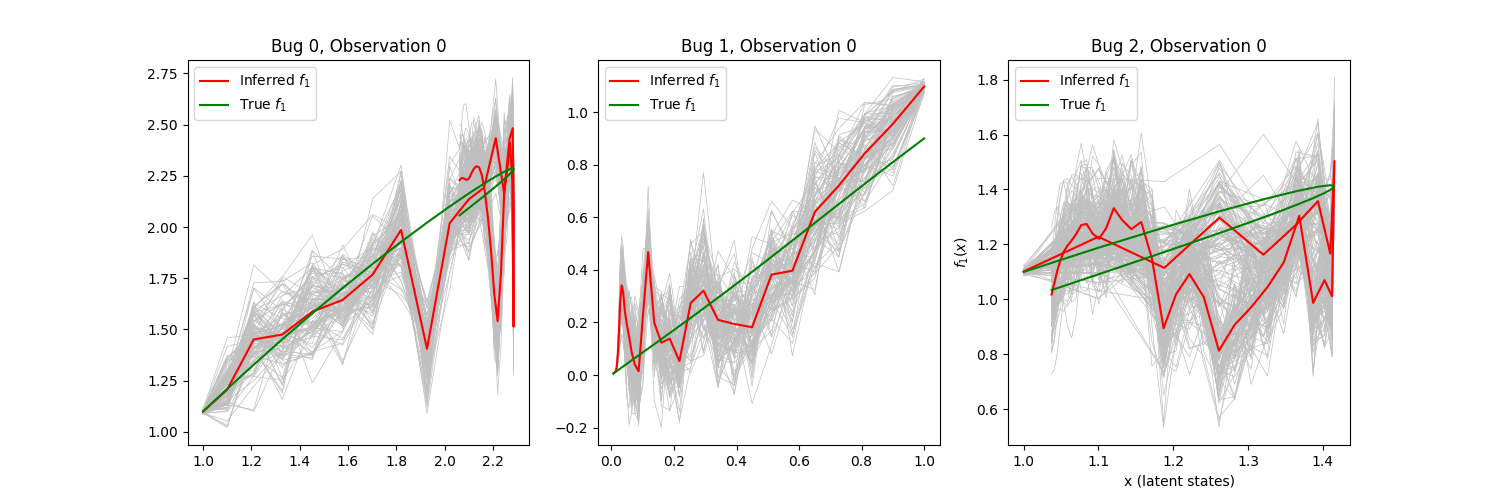 Bug 0, Observation 0
Inferred f₁
True f₁
2.75
2.50
2.25
2.00
1.75
1.50
1.25
1.00
1.0 1.2 1.4 1.6 1.8 2.0 2.2
Bug 1, Observation 0
Inferred f₁
True f₁
1.0
0.8
0.6
0.4
0.2
0.0
−0.2
0.0 0.2 0.4 0.6 0.8 1.0
Bug 2, Observation 0
Inferred f₁
True f₁
f₁(x)
1.8
1.6
1.4
1.2
1.0
0.8
0.6
1.0 1.1 1.2 1.3 1.4
x (latent states)